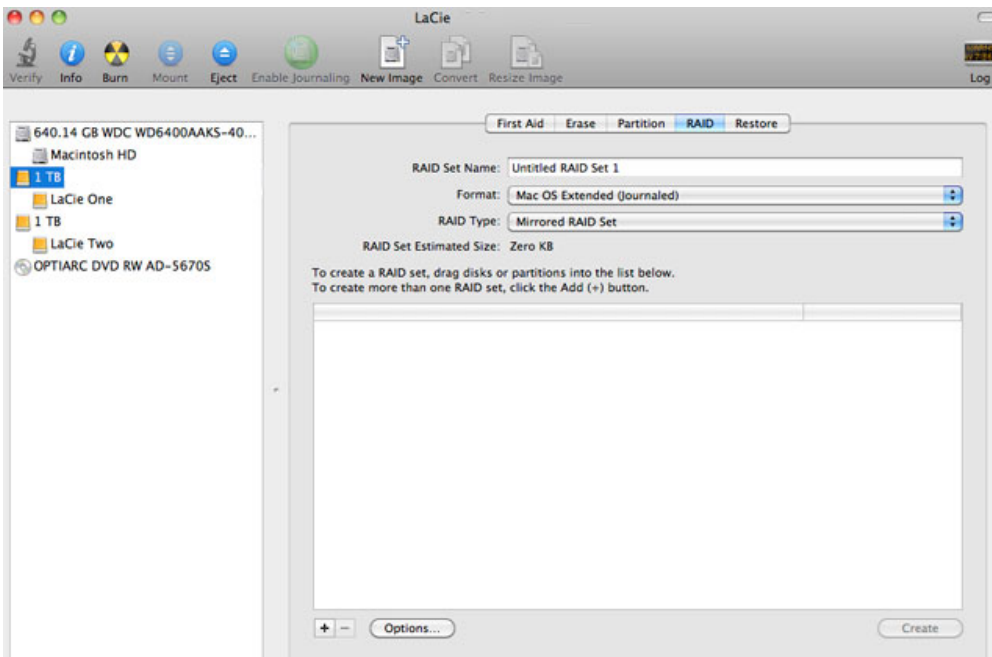 LaCie
Verify Info Burn Mount Eject Enable Journaling New Image Convert Resize Image Log
640.14 GB WDC WD6400AAKS-40...
Macintosh HD
1 TB
LaCie One
1 TB
LaCie Two
OPTIARC DVD RW AD-5670S
First Aid Erase Partition RAID Restore
RAID Set Name: Untitled RAID Set 1
Format: Mac OS Extended (Journaled)
RAID Type: Mirrored RAID Set
RAID Set Estimated Size: Zero KB
To create a RAID set, drag disks or partitions into the list below.
To create more than one RAID set, click the Add (+) button.
+ − Options... Create